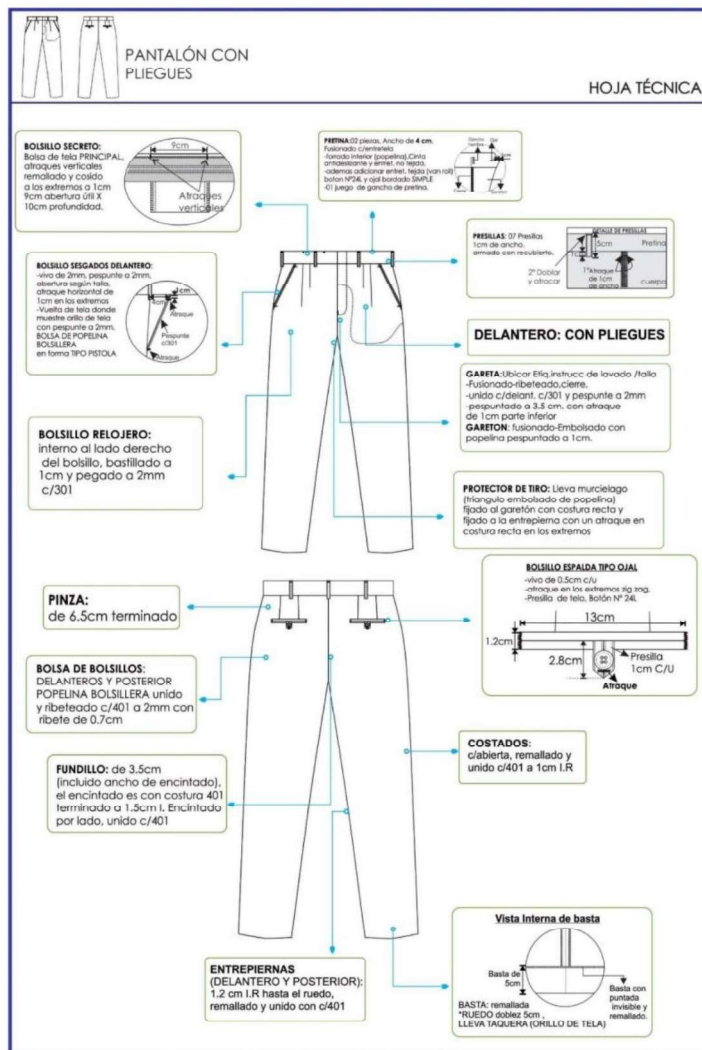 PANTALÓN CON
PLIEGUES
HOJA TÉCNICA
BOLSILLO SECRETO:
Bolsa de tela PRINCIPAL,
atraques verticales
remallado y cosido
a los extremos a 1cm
9cm abertura útil X
10cm profundidad.
9cm
Atraques
verticales
PRETINA:02 piezas, Ancho de 4 cm.
Fusionado c/entretela
-forrado interior (popelina),Cinta
antideslizante y entret. no tejida.
-ademas adicionar entret. tejida (van roll)
boton N°24L y ojal bordado SIMPLE
-01 juego de gancho de pretina.
PRESILLAS: 07 Presillas
1cm de ancho.
armado con recubierto.
2° Doblar
y atracar
DETALLE DE PRESILLAS
5cm
Pretina
1cm
1°Atraque
de 1cm
de ancho
cuerpo
BOLSILLO SESGADOS DELANTERO:
-vivo de 2mm, pespunte a 2mm,
abertura según talla,
atraque horizontal de
1cm en los extremos
-Vuelta de tela donde
muestre orillo de tela
con pespunte a 2mm.
BOLSA DE POPELINA
BOLSILLERA
en forma TIPO PISTOLA
1cm
4cm
Atraque
Pespunte
c/301
Atraque
DELANTERO: CON PLIEGUES
GARETA:Ubicar Etiq.instrucc de lavado /talla
-Fusionado-ribeteado,cierre.
-unido c/delant. c/301 y pespunte a 2mm
-pespuntado a 3.5 cm. con atraque
de 1cm parte inferior
GARETON: fusionado-Embolsado con
popelina pespuntado a 1cm.
BOLSILLO RELOJERO:
interno al lado derecho
del bolsillo, bastillado a
1cm y pegado a 2mm
c/301
PROTECTOR DE TIRO: Lleva murcielago
(triangulo embolsado de popelina)
fijado al garetón con costura recta y
fijado a la entrepierna con un atraque en
costura recta en los extremos
PINZA:
de 6.5cm terminado
BOLSILLO ESPALDA TIPO OJAL
-vivo de 0.5cm c/u
-atraque en los extremos zig zag.
-Presilla de tela, Botón N° 24L
13cm
1.2cm
2.8cm
Presilla
1cm C/U
Atraque
BOLSA DE BOLSILLOS:
DELANTEROS Y POSTERIOR
POPELINA BOLSILLERA unido
y ribeteado c/401 a 2mm con
ribete de 0.7cm
COSTADOS:
c/abierta, remallado y
unido c/401 a 1cm I.R
FUNDILLO: de 3.5cm
(incluido ancho de encintado),
el encintado es con costura 401
terminado a 1.5cm I. Encintado
por lado, unido c/401
ENTREPIERNAS
(DELANTERO Y POSTERIOR):
1.2 cm I.R hasta el ruedo,
remallado y unido con c/401
Vista Interna de basta
Basta de
5cm
Basta con
puntada
invisible y
remallado.
BASTA: remallada
*RUEDO doblez 5cm ,
LLEVA TAQUERA (ORILLO DE TELA)